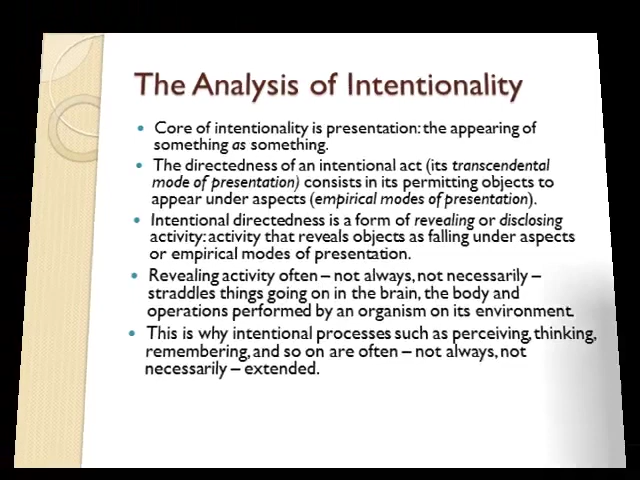 The Analysis of Intentionality
Core of intentionality is presentation: the appearing of
something as something.
The directedness of an intentional act (its transcendental
mode of presentation) consists in its permitting objects to
appear under aspects (empirical modes of presentation).
Intentional directedness is a form of revealing or disclosing
activity: activity that reveals objects as falling under aspects
or empirical modes of presentation.
Revealing activity often – not always, not necessarily –
straddles things going on in the brain, the body and
operations performed by an organism on its environment.
This is why intentional processes such as perceiving, thinking,
remembering, and so on are often – not always, not
necessarily – extended.